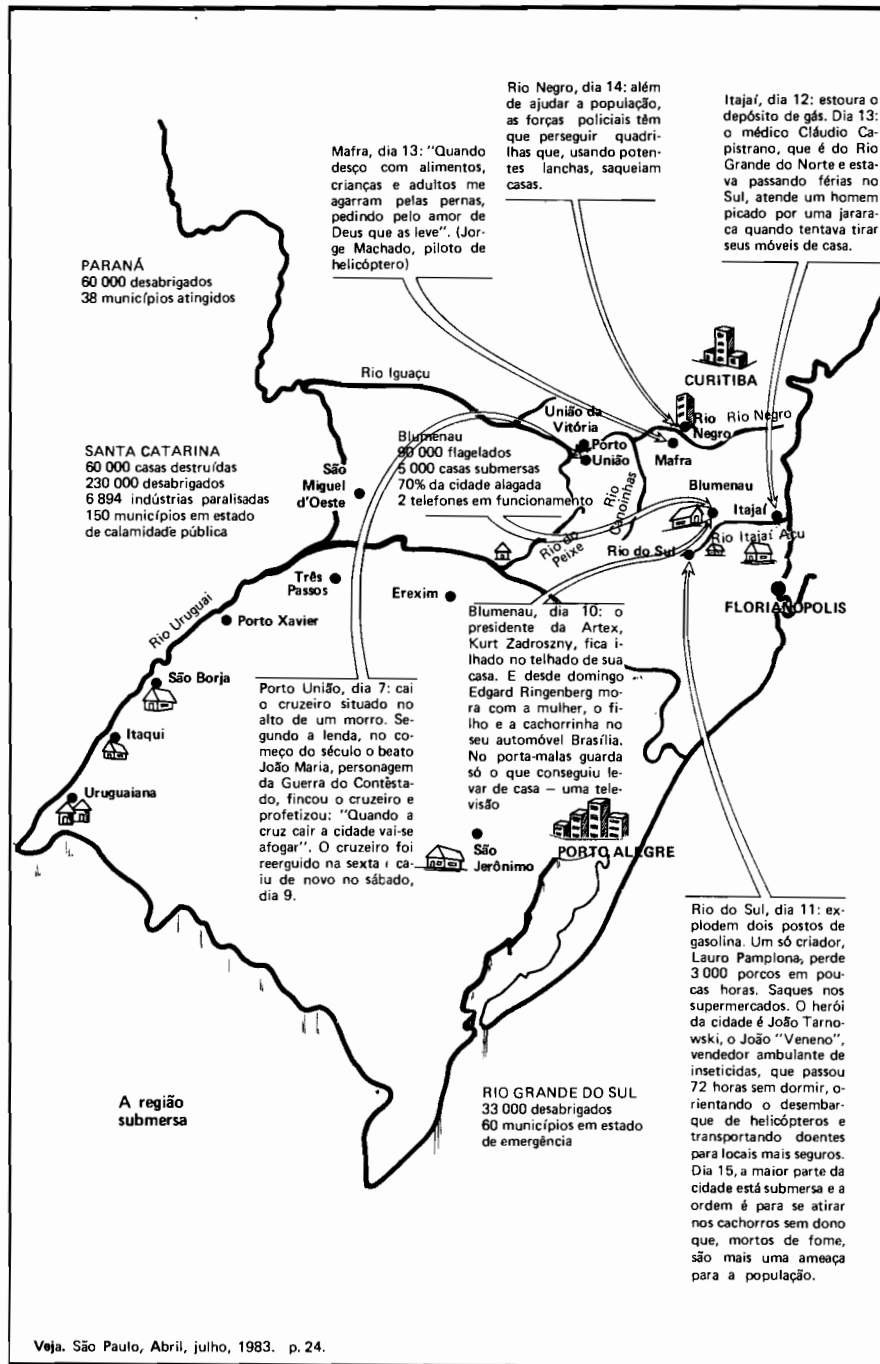 Rio Negro, dia 14: além
de ajudar a população,
as forças policiais têm
que perseguir quadri-
lhas que, usando poten-
tes lanchas, saqueiam
casas.
Itajaí, dia 12: estoura o
depósito de gás. Dia 13:
o médico Cláudio Ca-
pistrano, que é do Rio
Grande do Norte e esta-
va passando férias no
Sul, atende um homem
picado por uma jarara-
ca quando tentava tirar
seus móveis de casa.
Mafra, dia 13: "Quando
desço com alimentos,
crianças e adultos me
agarram pelas pernas,
pedindo pelo amor de
Deus que as leve". (Jor-
ge Machado, piloto de
helicóptero)
PARANÁ
60 000 desabrigados
38 municípios atingidos
CURITIBA
Rio Iguaçu
União da
Vitória
Pôrto
União
Rio
Negro
Rio Negro
Mafra
SANTA CATARINA
60 000 casas destruídas
230 000 desabrigados
6 894 indústrias paralisadas
150 municípios em estado
de calamidade pública
São
Miguel
d'Oeste
Blumenau
90 000 flagelados
5 000 casas submersas
70% da cidade alagada
2 telefones em funcionamento
Rio Canoinhas
Blumenau
Itajaí
Rio do Peixe
Rio do Sul
Rio Itajaí Açu
FLORIANÓPOLIS
Três
Passos
Erexim
Rio Uruguai
Porto Xavier
São Borja
Itaqui
Uruguaiana
Porto União, dia 7: cai
o cruzeiro situado no
alto de um morro. Se-
gundo a lenda, no co-
meço do século o beato
João Maria, personagem
da Guerra do Contesta-
do, fincou o cruzeiro e
profetizou: "Quando a
cruz cair a cidade vai-se
afogar". O cruzeiro foi
reerguido na sexta e ca-
iu de novo no sábado,
dia 9.
Blumenau, dia 10: o
presidente da Artex,
Kurt Zadroszny, fica i-
lhado no telhado de sua
casa. E desde domingo
Edgard Ringenberg mo-
ra com a mulher, o fi-
lho e a cachorrinha no
seu automóvel Brasília.
No porta-malas guarda
só o que conseguiu le-
var de casa — uma tele-
visão
São
Jerônimo
PORTO ALEGRE
Rio do Sul, dia 11: ex-
plodem dois postos de
gasolina. Um só criador,
Lauro Pamplona, perde
3 000 porcos em pou-
cas horas. Saques nos
supermercados. O herói
da cidade é João Tarno-
wski, o João "Veneno",
vendedor ambulante de
inseticidas, que passou
72 horas sem dormir, o-
rientando o desembar-
que de helicópteros e
transportando doentes
para locais mais seguros.
Dia 15, a maior parte da
cidade está submersa e a
ordem é para se atirar
nos cachorros sem dono
que, mortos de fome,
são mais uma ameaça
para a população.
RIO GRANDE DO SUL
33 000 desabrigados
60 municípios em estado
de emergência
A região
submersa
Veja. São Paulo, Abril, julho, 1983. p. 24.